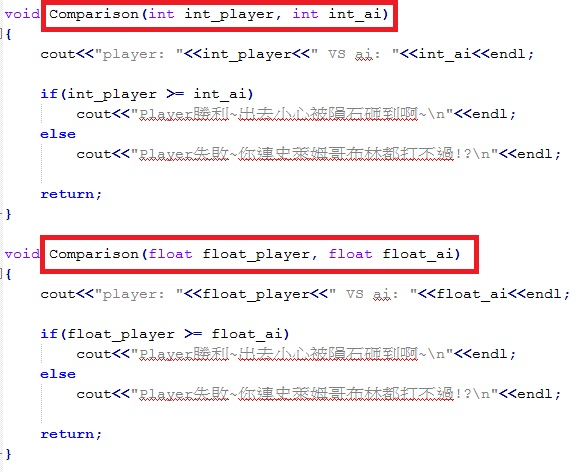 void Comparison(int int_player, int int_ai)
{
cout<<"player: "<<int_player<<" VS ai: "<<int_ai<<endl;
if(int_player >= int_ai)
cout<<"Player勝利~出去小心被隕石砸到啊~\n"<<endl;
else
cout<<"Player失敗~你連史萊姆哥布林都打不過!?\n"<<endl;
return;
}
void Comparison(float float_player, float float_ai)
{
cout<<"player: "<<float_player<<" VS ai: "<<float_ai<<endl;
if(float_player >= float_ai)
cout<<"Player勝利~出去小心被隕石砸到啊~\n"<<endl;
else
cout<<"Player失敗~你連史萊姆哥布林都打不過!?\n"<<endl;
return;
}